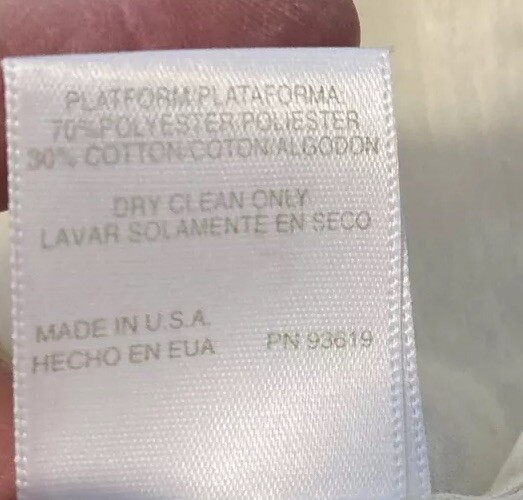 PLATFORM/PLATAFORMA
70%POLYESTER/POLIESTER
30% COTTON/COTON/ALGODON
DRY CLEAN ONLY
LAVAR SOLAMENTE EN SECO
MADE IN U.S.A.
HECHO EN EUA PN 93619